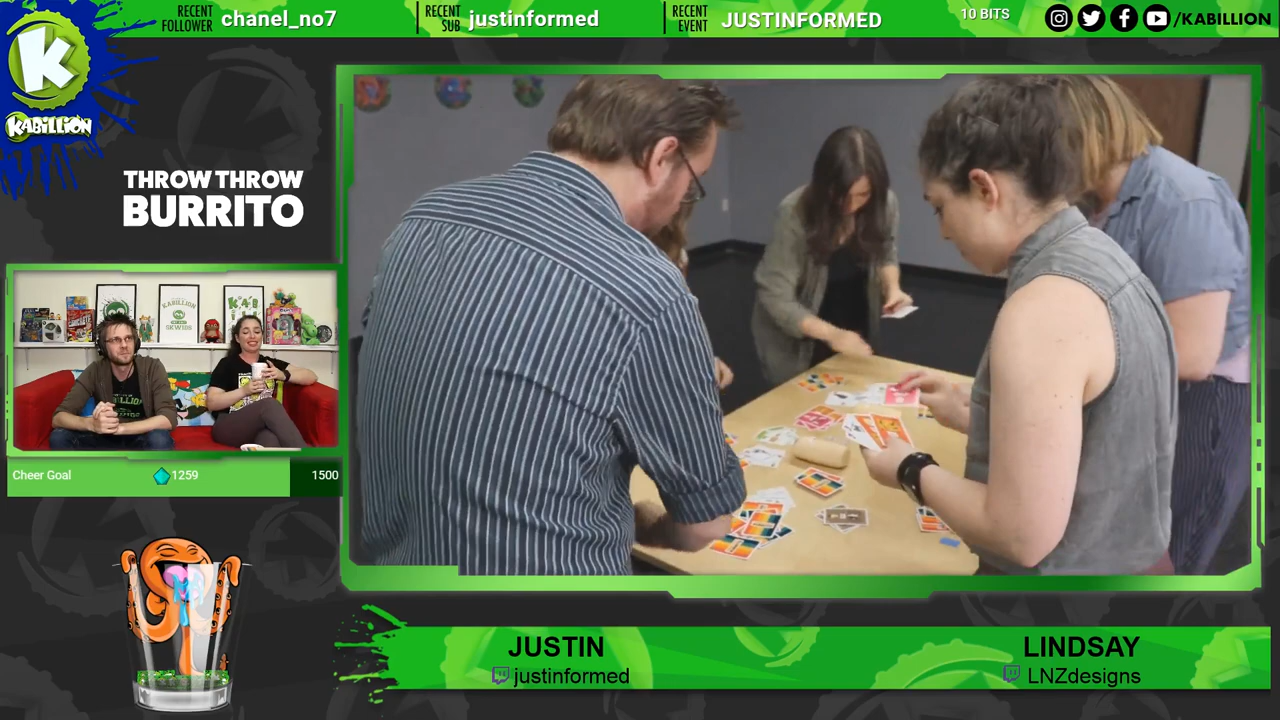 RECENT
FOLLOWER
chanel_no7
RECENT
SUB
justinformed
RECENT
EVENT
JUSTINFORMED
10 BITS
/KABILLION
K
KABILLION
THROW THROW
BURRITO
Cheer Goal
1259
1500
JUSTIN
justinformed
LINDSAY
LNZdesigns